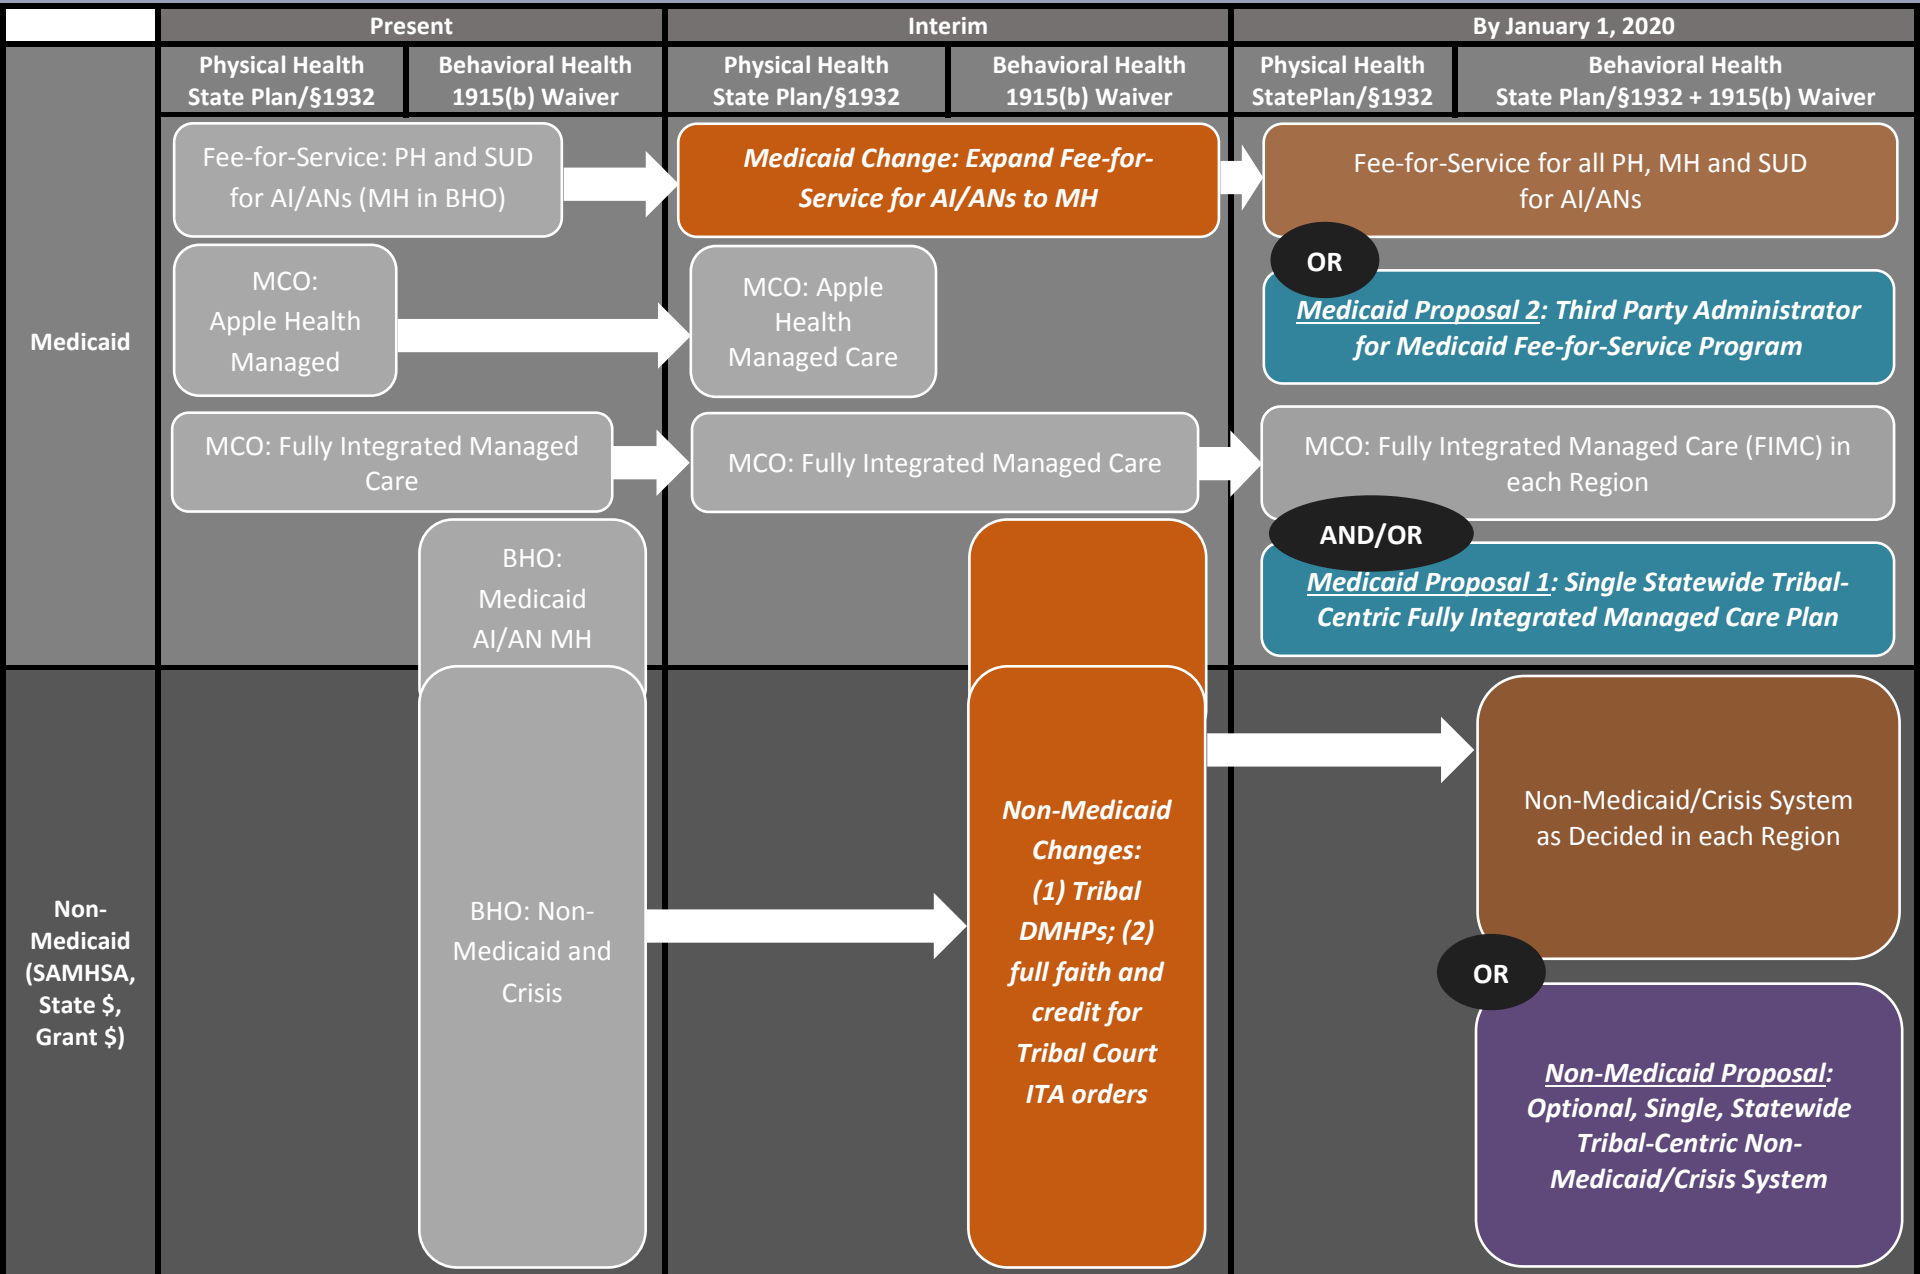 Present
Interim
By January 1, 2020
Physical Health
State Plan/§1932
Behavioral Health
1915(b) Waiver
Physical Health
State Plan/§1932
Behavioral Health
1915(b) Waiver
Physical Health
StatePlan/§1932
Behavioral Health
State Plan/§1932 + 1915(b) Waiver
Medicaid
Fee-for-Service: PH and SUD
for AI/ANs (MH in BHO)
Medicaid Change: Expand Fee-for-
Service for AI/ANs to MH
Fee-for-Service for all PH, MH and SUD
for AI/ANs
OR
MCO:
Apple Health
Managed
MCO: Apple
Health
Managed Care
Medicaid Proposal 2: Third Party Administrator
for Medicaid Fee-for-Service Program
MCO: Fully Integrated Managed
Care
MCO: Fully Integrated Managed Care
MCO: Fully Integrated Managed Care (FIMC) in
each Region
AND/OR
BHO:
Medicaid
AI/AN MH
Medicaid Proposal 1: Single Statewide Tribal-
Centric Fully Integrated Managed Care Plan
Non-
Medicaid
(SAMHSA,
State $,
Grant $)
BHO: Non-
Medicaid and
Crisis
Non-Medicaid
Changes:
(1) Tribal
DMHPs; (2)
full faith and
credit for
Tribal Court
ITA orders
Non-Medicaid/Crisis System
as Decided in each Region
OR
Non-Medicaid Proposal:
Optional, Single, Statewide
Tribal-Centric Non-
Medicaid/Crisis System